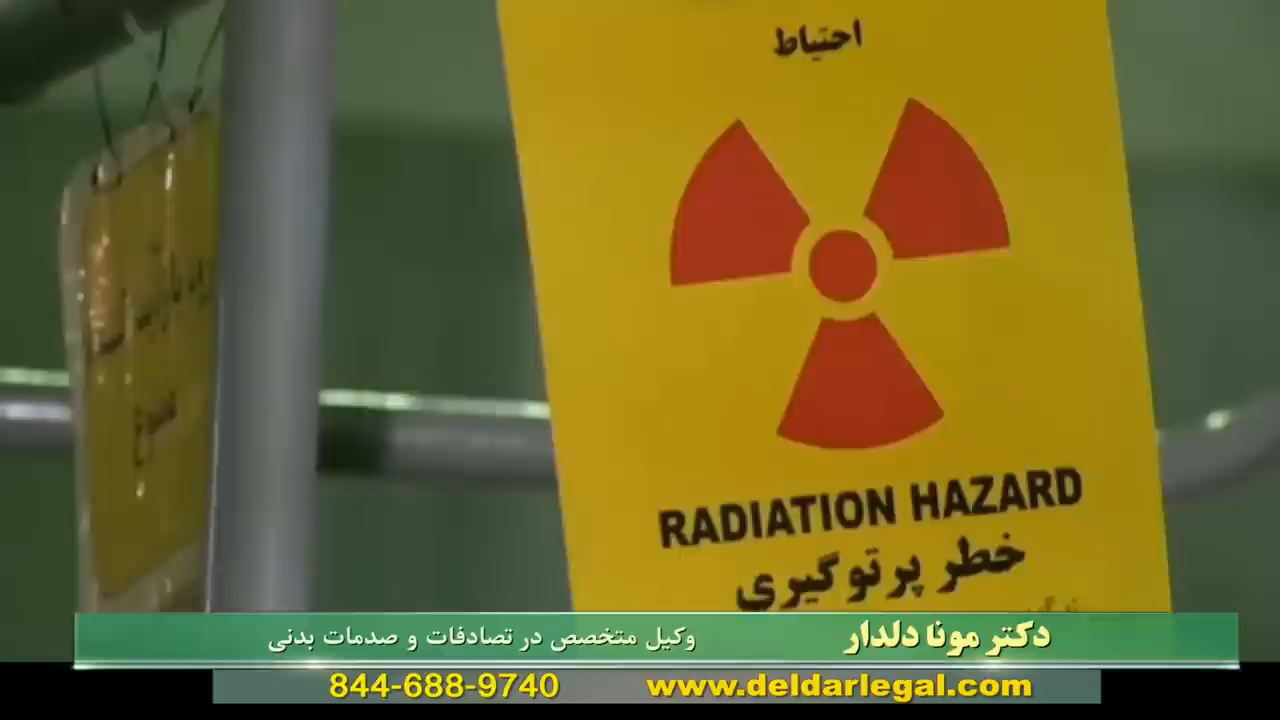 احتیاط
RADIATION HAZARD
خطر پرتوگیری
ممنوع
دکتر مونا دلدار
وکیل متخصص در تصادفات و صدمات بدنی
844-688-9740
www.deldarlegal.com